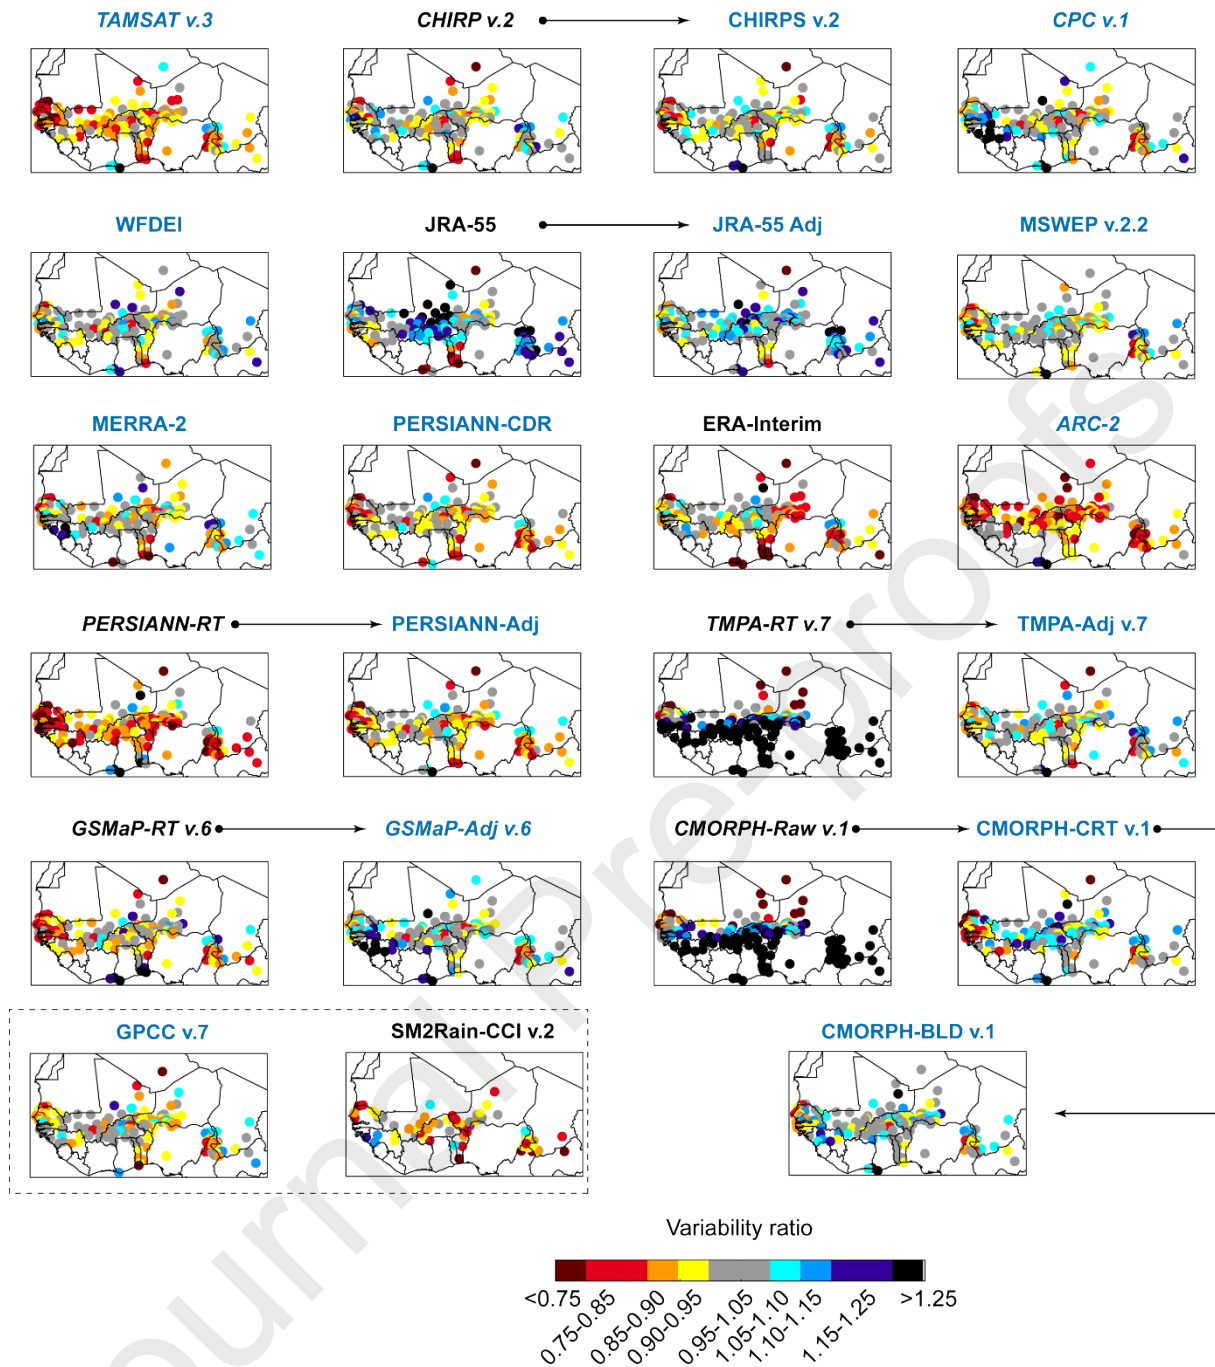 TAMSAT v.3 CHIRP v.2 CHIRPS v.2 CPC v.1
WFDEI JRA-55 JRA-55 Adj MSWEP v.2.2
MERRA-2 PERSIANN-CDR ERA-Interim ARC-2
PERSIANN-RT PERSIANN-Adj TMPA-RT v.7 TMPA-Adj v.7
GSMaP-RT v.6 GSMaP-Adj v.6 CMORPH-Raw v.1 CMORPH-CRT v.1
GPCC v.7 SM2Rain-CCI v.2 CMORPH-BLD v.1
Variability ratio
<0.75 0.75-0.85 0.85-0.90 0.90-0.95 0.95-1.05 1.05-1.10 1.10-1.15 1.15-1.25 >1.25
ournal Pre-proofs